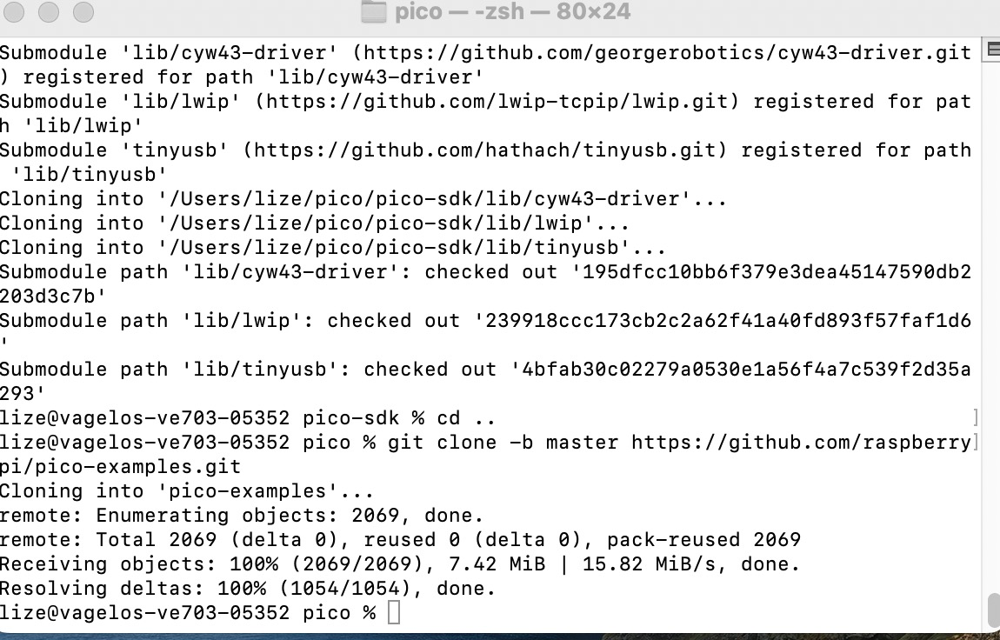 pico — -zsh — 80×24
Submodule 'lib/cyw43-driver' (https://github.com/georgerobotics/cyw43-driver.git
) registered for path 'lib/cyw43-driver'
Submodule 'lib/lwip' (https://github.com/lwip-tcpip/lwip.git) registered for pat
h 'lib/lwip'
Submodule 'tinyusb' (https://github.com/hathach/tinyusb.git) registered for path
 'lib/tinyusb'
Cloning into '/Users/lize/pico/pico-sdk/lib/cyw43-driver'...
Cloning into '/Users/lize/pico/pico-sdk/lib/lwip'...
Cloning into '/Users/lize/pico/pico-sdk/lib/tinyusb'...
Submodule path 'lib/cyw43-driver': checked out '195dfcc10bb6f379e3dea45147590db2
203d3c7b'
Submodule path 'lib/lwip': checked out '239918ccc173cb2c2a62f41a40fd893f57faf1d6
'
Submodule path 'lib/tinyusb': checked out '4bfab30c02279a0530e1a56f4a7c539f2d35a
293'
lize@vagelos-ve703-05352 pico-sdk % cd ..
lize@vagelos-ve703-05352 pico % git clone -b master https://github.com/raspberry
pi/pico-examples.git
Cloning into 'pico-examples'...
remote: Enumerating objects: 2069, done.
remote: Total 2069 (delta 0), reused 0 (delta 0), pack-reused 2069
Receiving objects: 100% (2069/2069), 7.42 MiB | 15.82 MiB/s, done.
Resolving deltas: 100% (1054/1054), done.
lize@vagelos-ve703-05352 pico %